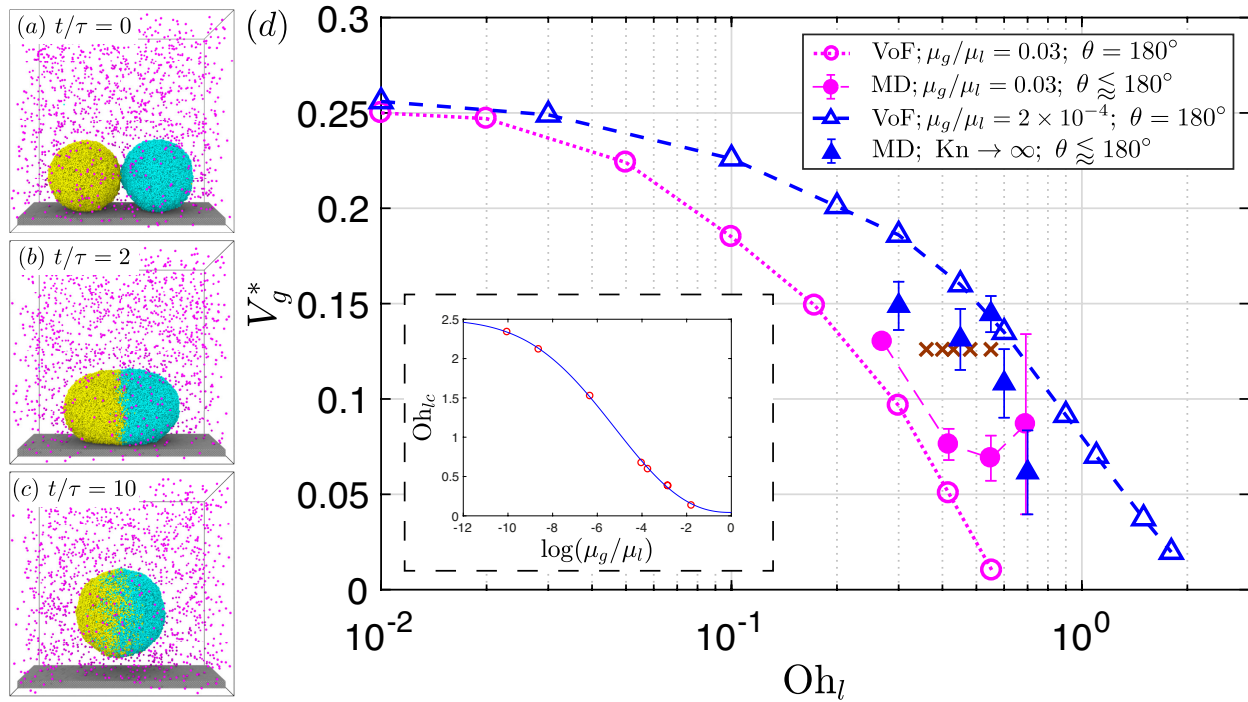 (a) t/τ = 0
(b) t/τ = 2
(c) t/τ = 10
(d)
0.3
0.25
0.2
0.15
0.1
0.05
0
V*g
10⁻²
10⁻¹
10⁰
Ohₗ
VoF; μg/μl = 0.03; θ = 180°
MD; μg/μl = 0.03; θ ⪅ 180°
VoF; μg/μl = 2 × 10⁻⁴; θ = 180°
MD; Kn → ∞; θ ⪅ 180°
2.5
2
1.5
1
0.5
0
Ohlc
-12 -10 -8 -6 -4 -2 0
log(μg/μl)